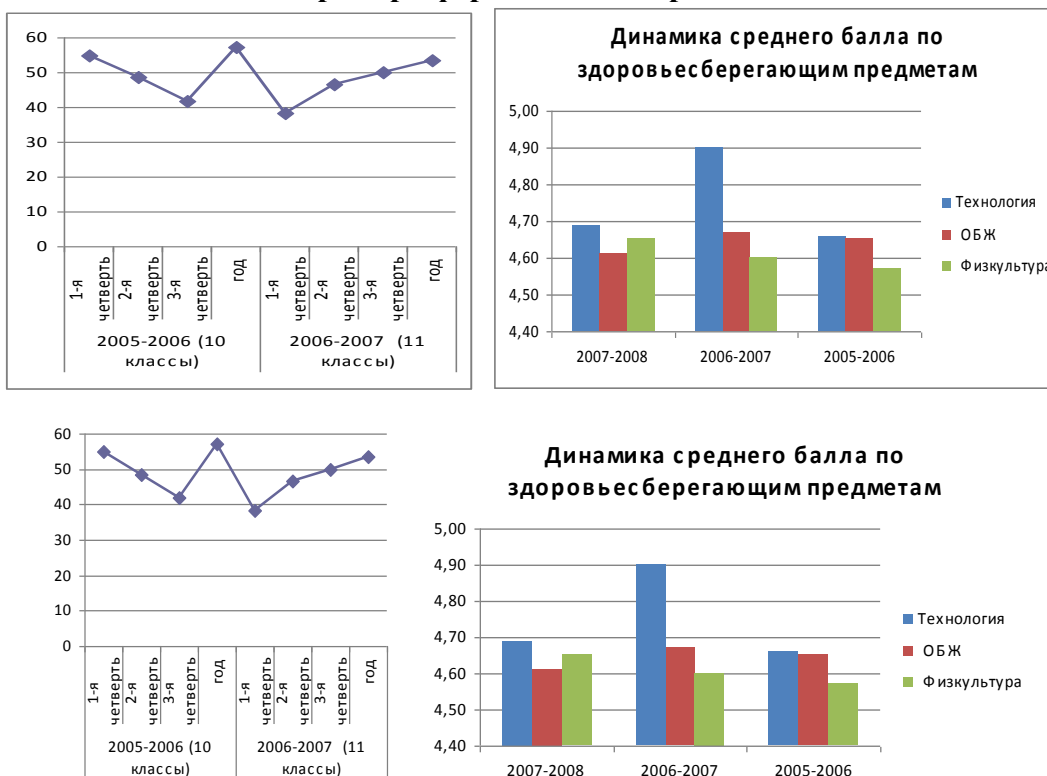 60
50
40
30
20
10
0
1-я четверть
2-я четверть
3-я четверть
год
1-я четверть
2-я четверть
3-я четверть
год
2005-2006 (10
классы)
2006-2007 (11
классы)
Динамика среднего балла по
здоровьесберегающим предметам
5,00
4,90
4,80
4,70
4,60
4,50
4,40
2007-2008
2006-2007
2005-2006
Технология
ОБЖ
Физкультура
60
50
40
30
20
10
0
1-я четверть
2-я четверть
3-я четверть
год
1-я четверть
2-я четверть
3-я четверть
год
2005-2006 (10
классы)
2006-2007 (11
классы)
Динамика среднего балла по
здоровьесберегающим предметам
5,00
4,90
4,80
4,70
4,60
4,50
4,40
2007-2008
2006-2007
2005-2006
Технология
ОБЖ
Физкультура